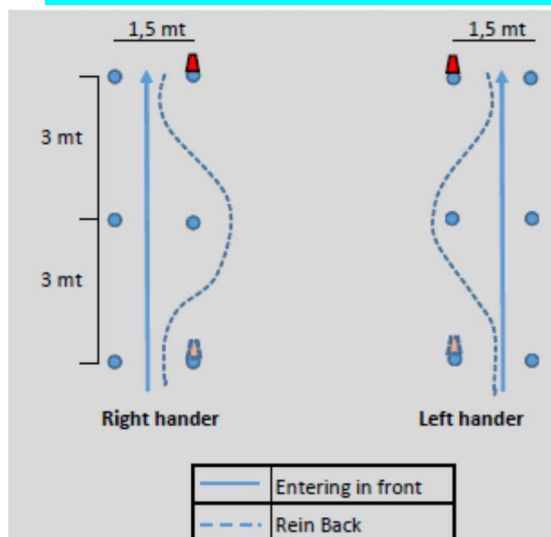 1,5 mt 1,5 mt
3 mt
3 mt
Right hander Left hander
Entering in front
Rein Back